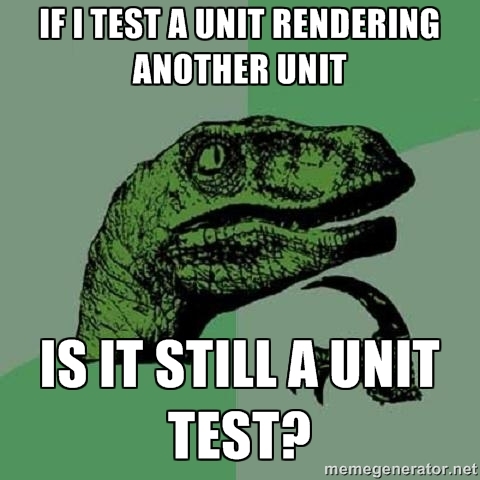 IF I TEST A UNIT RENDERING
ANOTHER UNIT
IS IT STILL A UNIT
TEST?
memegenerator.net